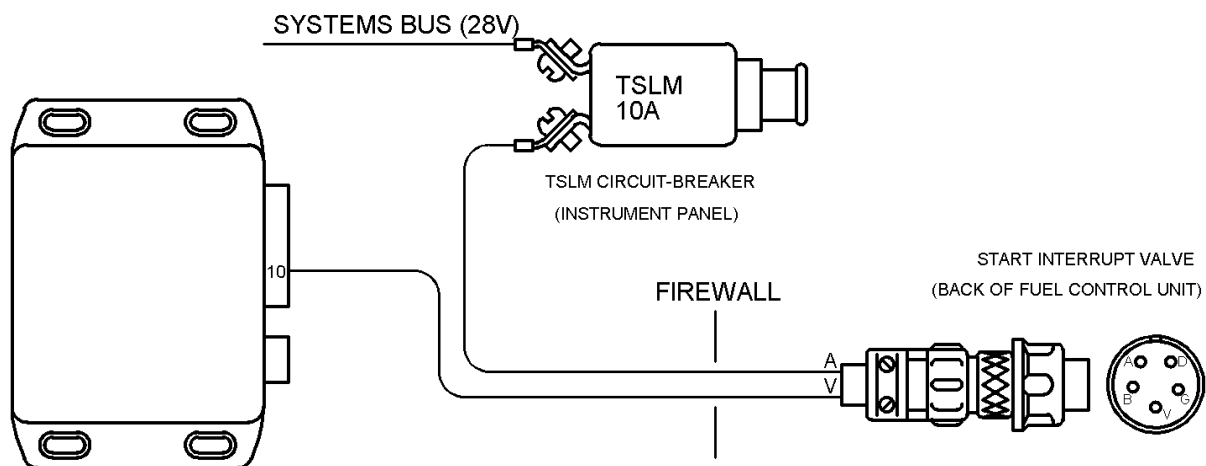 SYSTEMS BUS (28V)
TSLM
10A
TSLM CIRCUIT-BREAKER
(INSTRUMENT PANEL)
10
FIREWALL
START INTERRUPT VALVE
(BACK OF FUEL CONTROL UNIT)
A
V
A
D
B
G
V